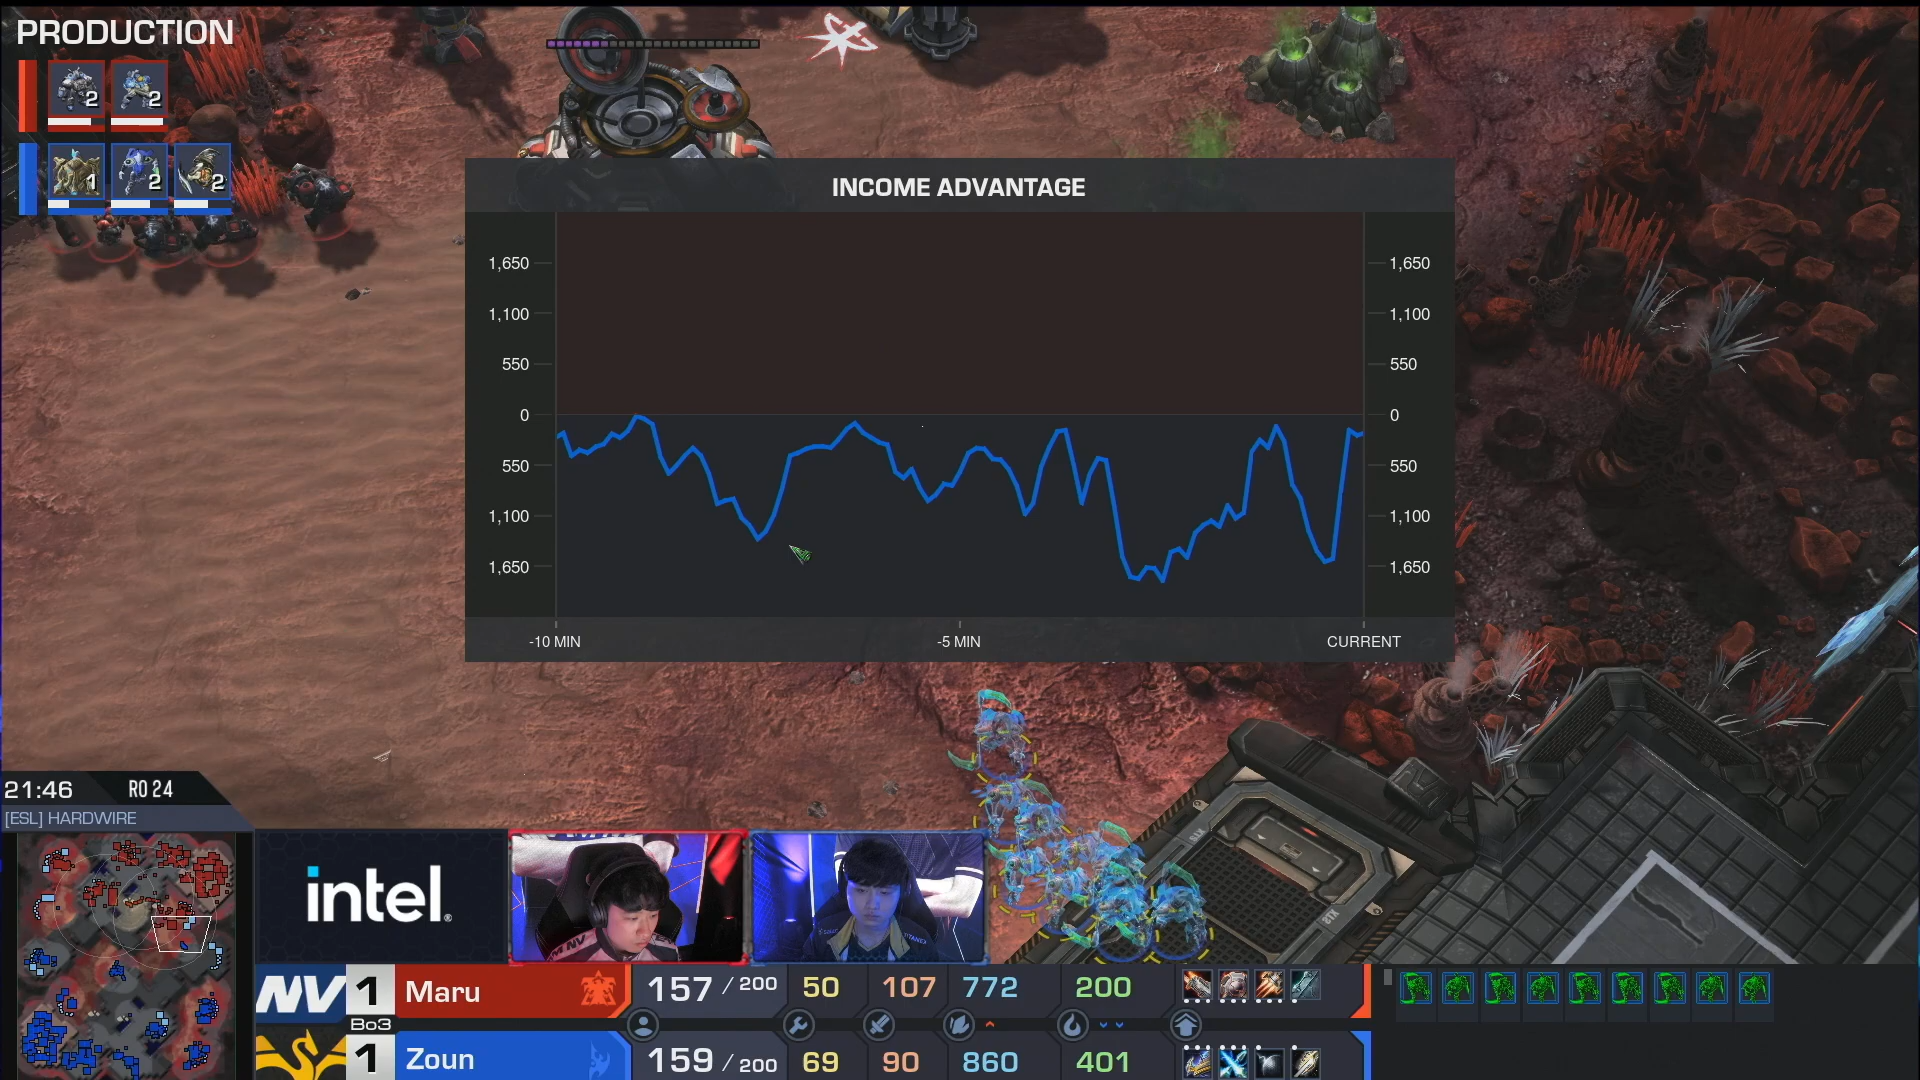 PRODUCTION
2 2
1 2 2
INCOME ADVANTAGE
1,650 1,650
1,100 1,100
550 550
0 0
550 550
1,100 1,100
1,650 1,650
-10 MIN -5 MIN CURRENT
21:46 RO 24
[ESL] HARDWIRE
intel.
NV 1 Maru 157 / 200 50 107 772 200
Bo3
1 Zoun 159 / 200 69 90 860 401